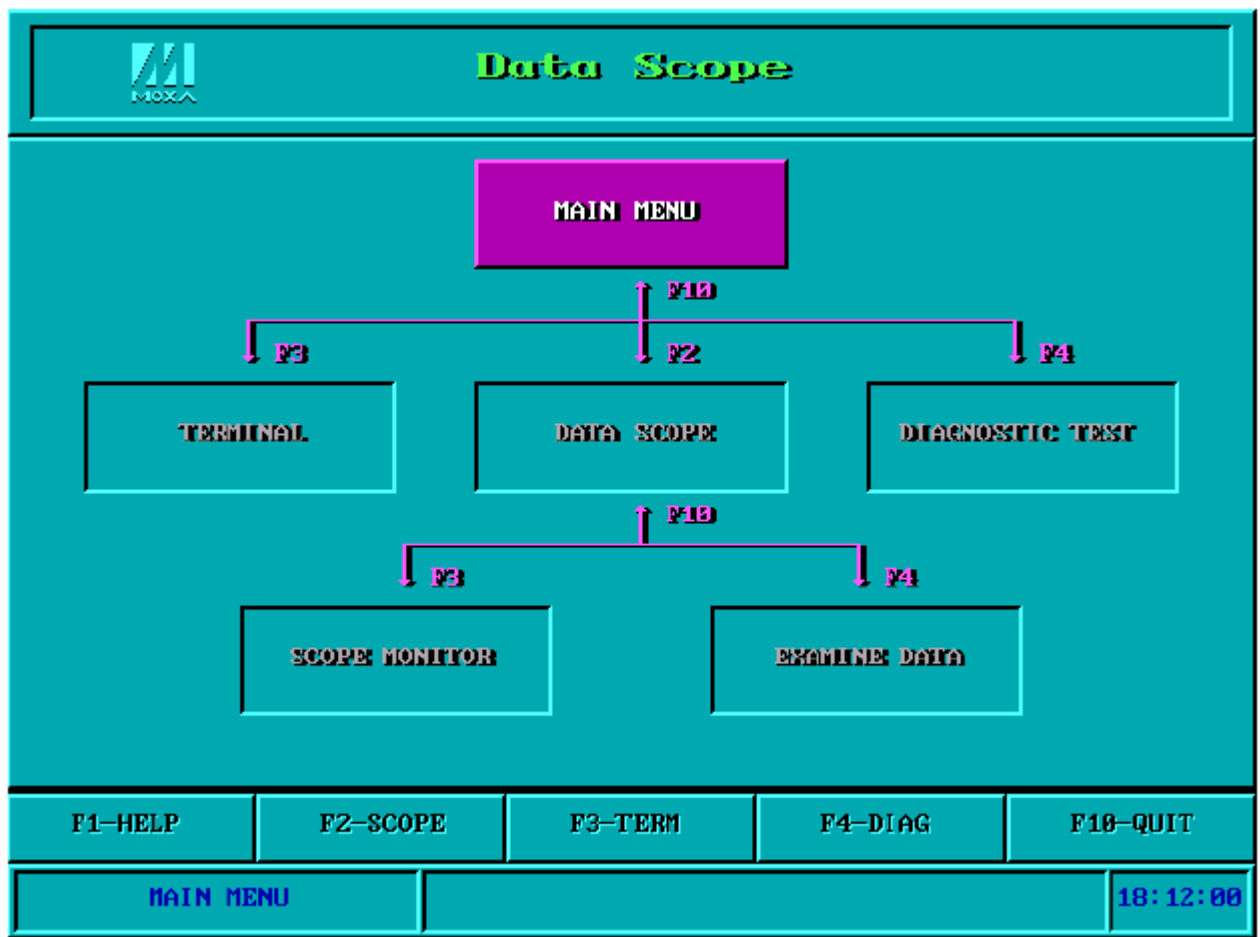 MOXA
Data Scope
MAIN MENU
F10
F3
F2
F4
TERMINAL
DATA SCOPE
DIAGNOSTIC TEST
F10
F3
F4
SCOPE MONITOR
EXAMINE DATA
F1-HELP
F2-SCOPE
F3-TERM
F4-DIAG
F10-QUIT
MAIN MENU
18:12:00